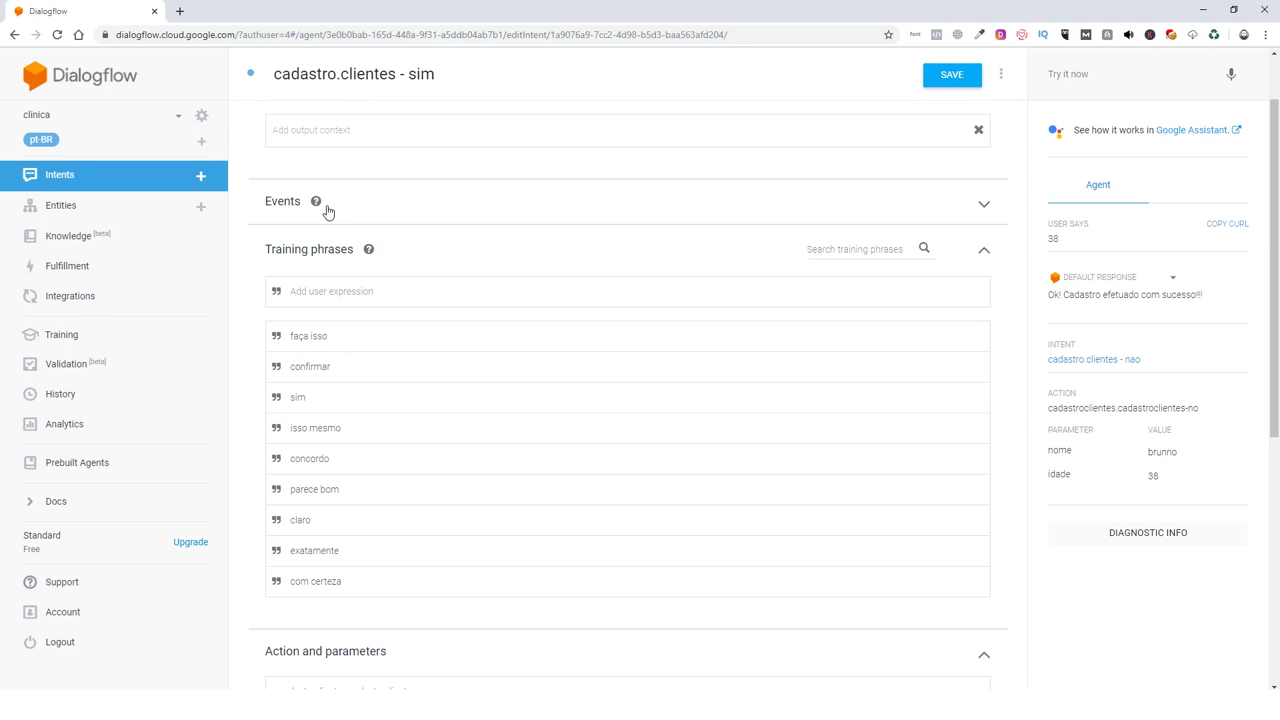 Dialogflow
dialogflow.cloud.google.com/?authuser=4#/agent/3e0b0bab-165d-448a-9f31-a5ddb04ab7b1/editIntent/1a9076a9-7cc2-4d98-b5d3-baa563afd204/
Dialogflow
cadastro.clientes - sim
SAVE
Try it now
clinica
pt-BR
Add output context
See how it works in Google Assistant.
Intents
Entities
Knowledge [beta]
Fulfillment
Integrations
Training
Validation [beta]
History
Analytics
Prebuilt Agents
Docs
Standard
Free
Upgrade
Support
Account
Logout
Events
Training phrases
Search training phrases
Add user expression
faça isso
confirmar
sim
isso mesmo
concordo
parece bom
claro
exatamente
com certeza
Action and parameters
Agent
USER SAYS
COPY CURL
38
DEFAULT RESPONSE
Ok! Cadastro efetuado com sucesso!!!
INTENT
cadastro.clientes - nao
ACTION
cadastroclientes.cadastroclientes-no
PARAMETER
VALUE
nome
brunno
idade
38
DIAGNOSTIC INFO